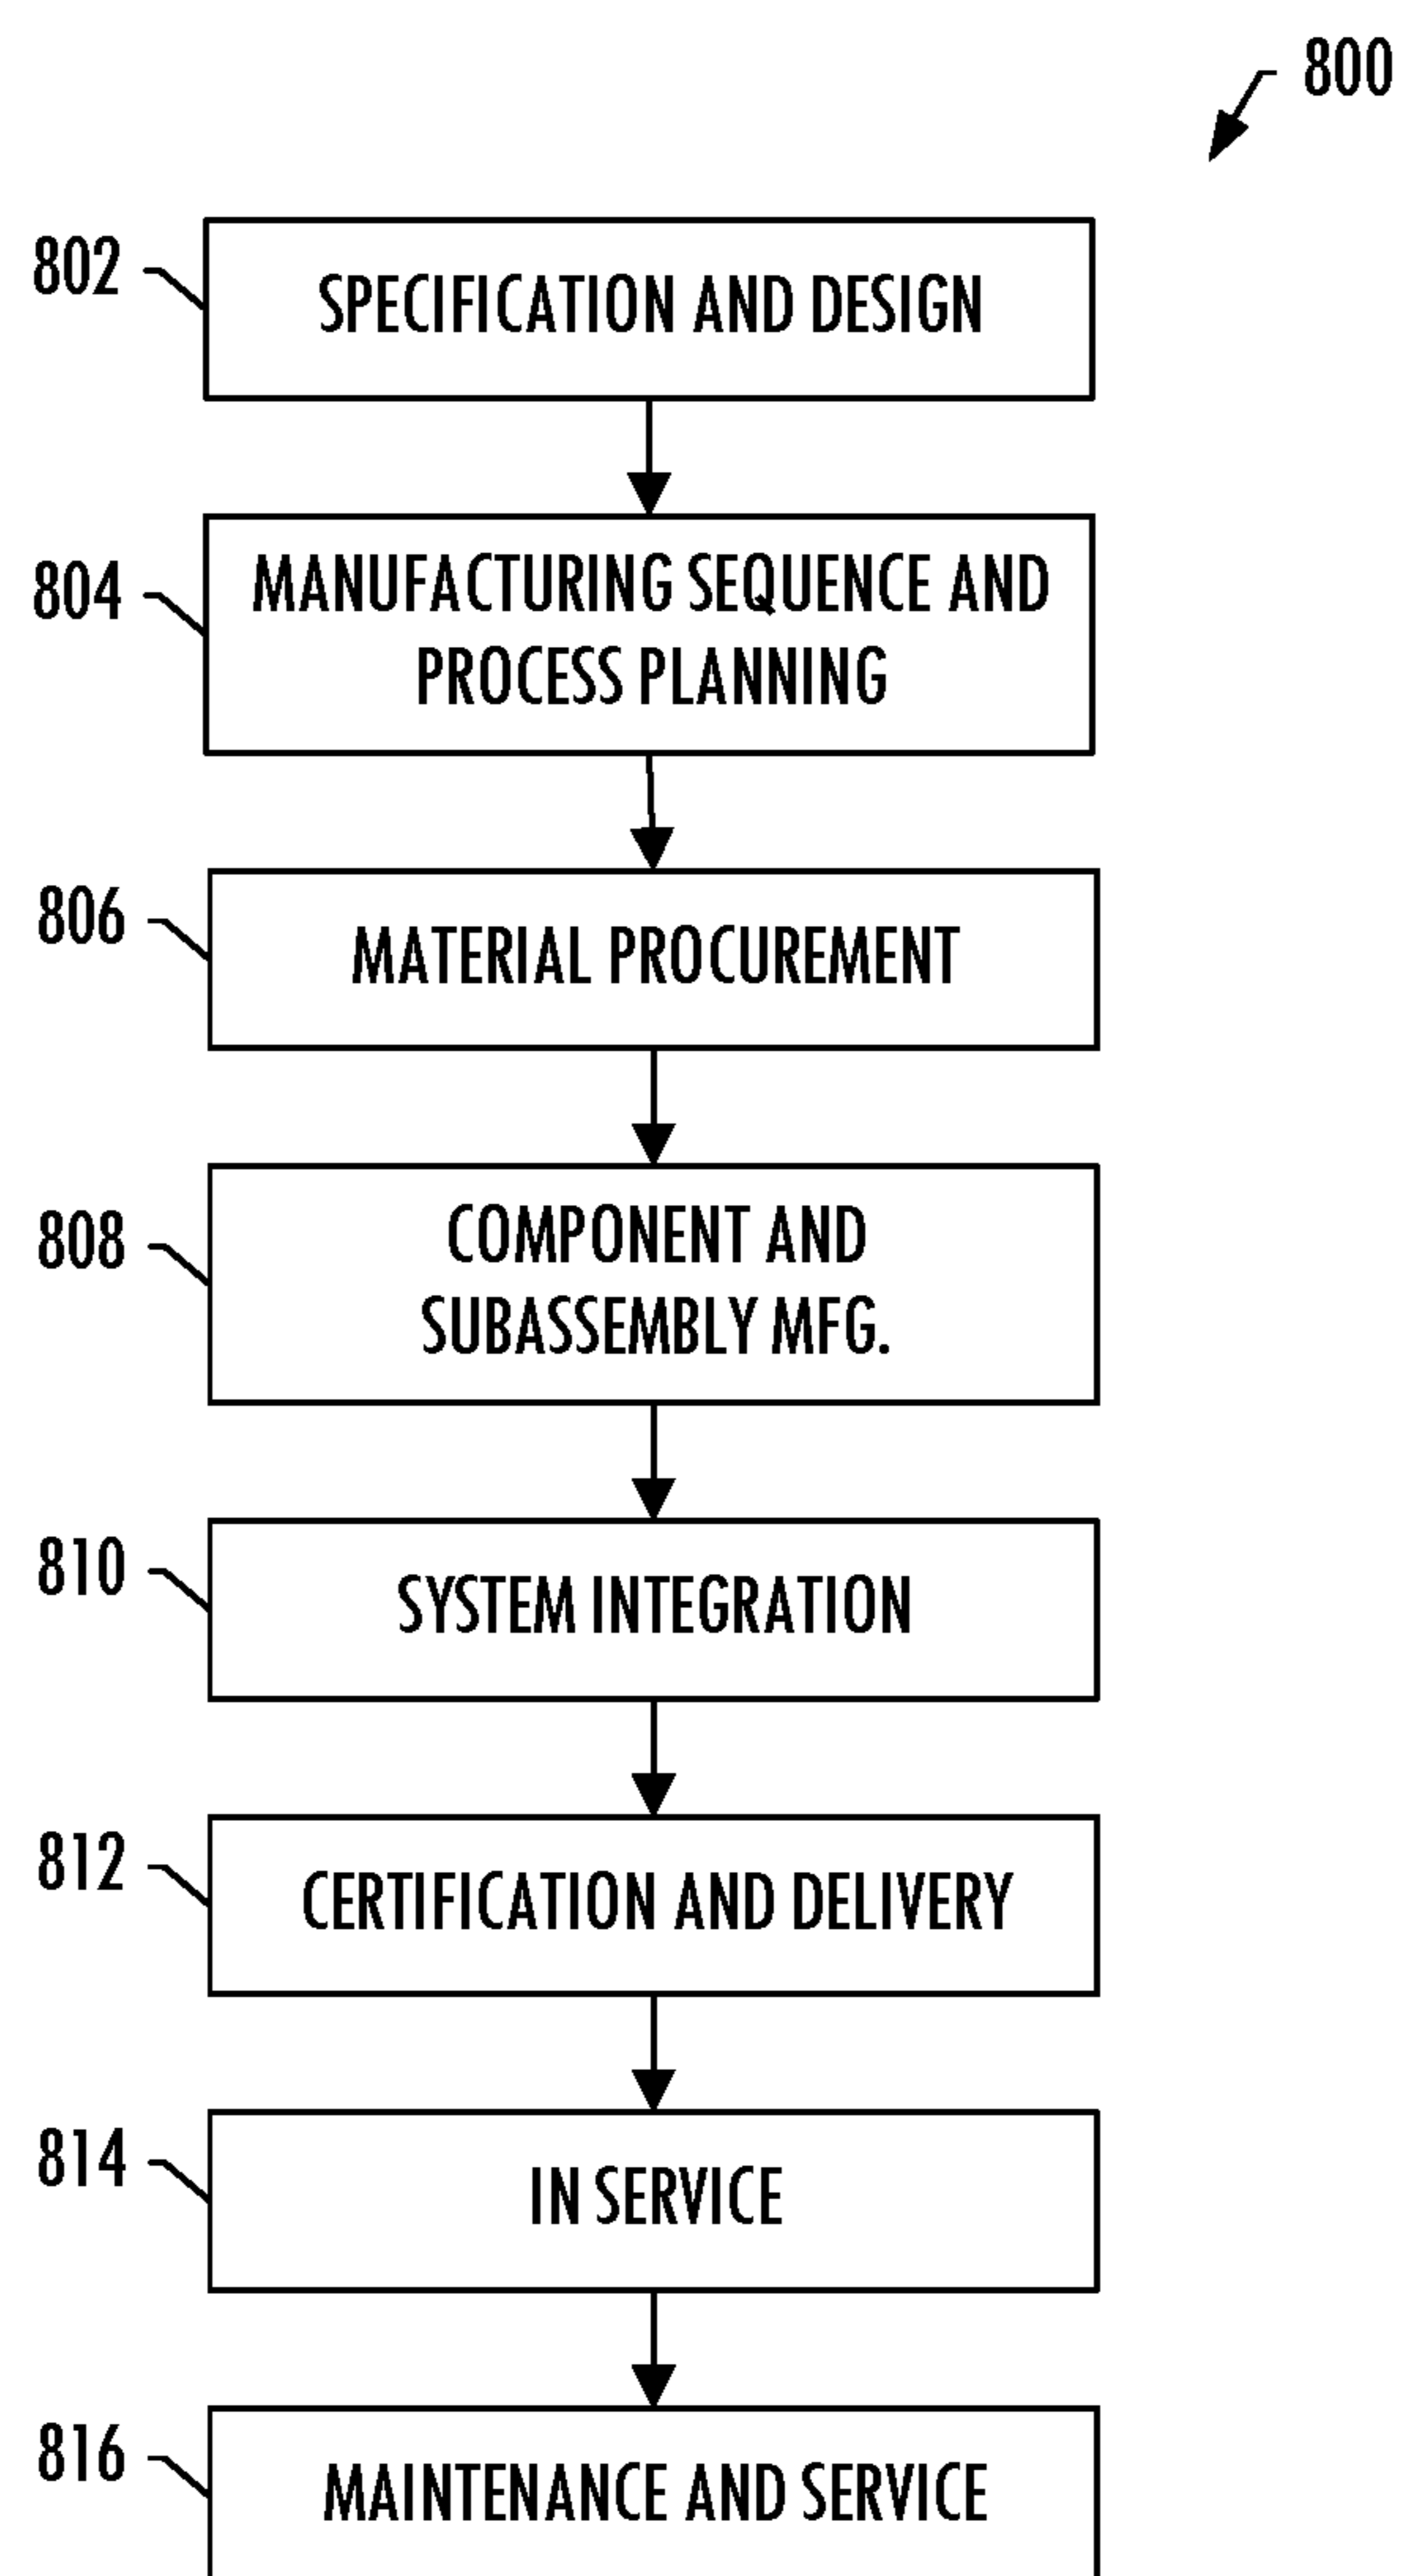 800
802
SPECIFICATION AND DESIGN
804
MANUFACTURING SEQUENCE AND
PROCESS PLANNING
806
MATERIAL PROCUREMENT
808
COMPONENT AND
SUBASSEMBLY MFG.
810
SYSTEM INTEGRATION
812
CERTIFICATION AND DELIVERY
814
IN SERVICE
816
MAINTENANCE AND SERVICE